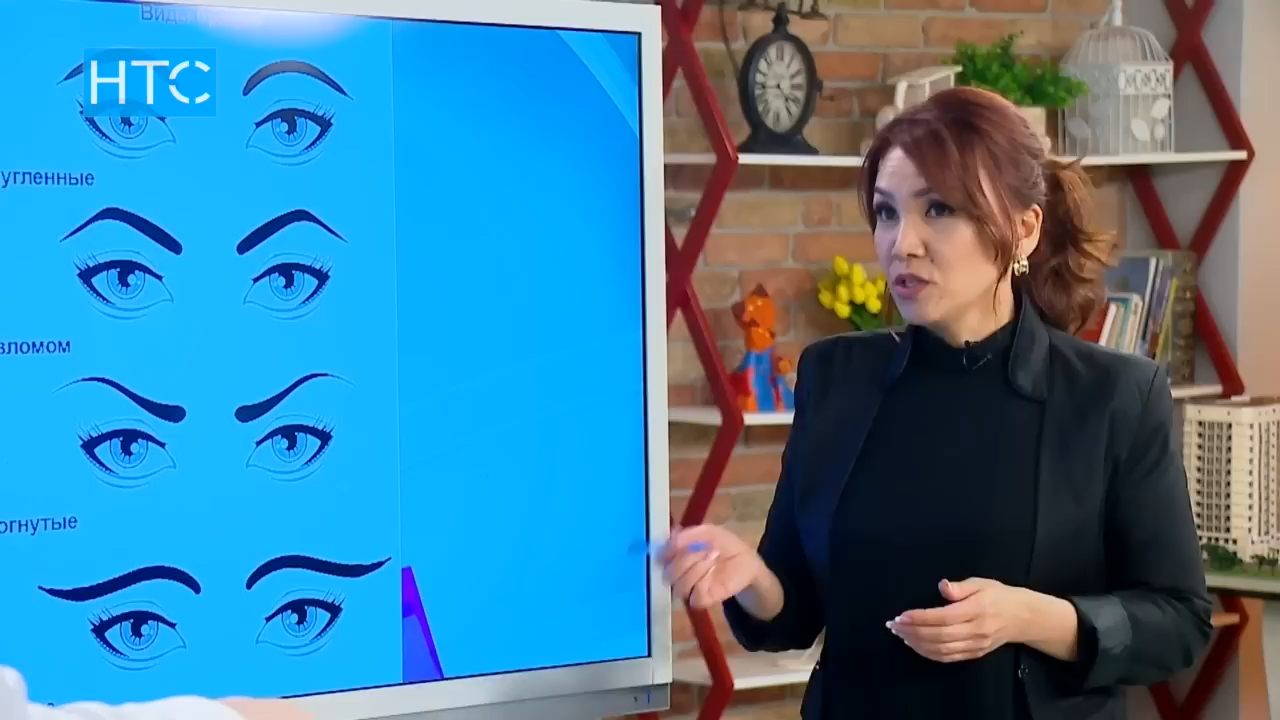 НТС
угленные
зломом
огнутые